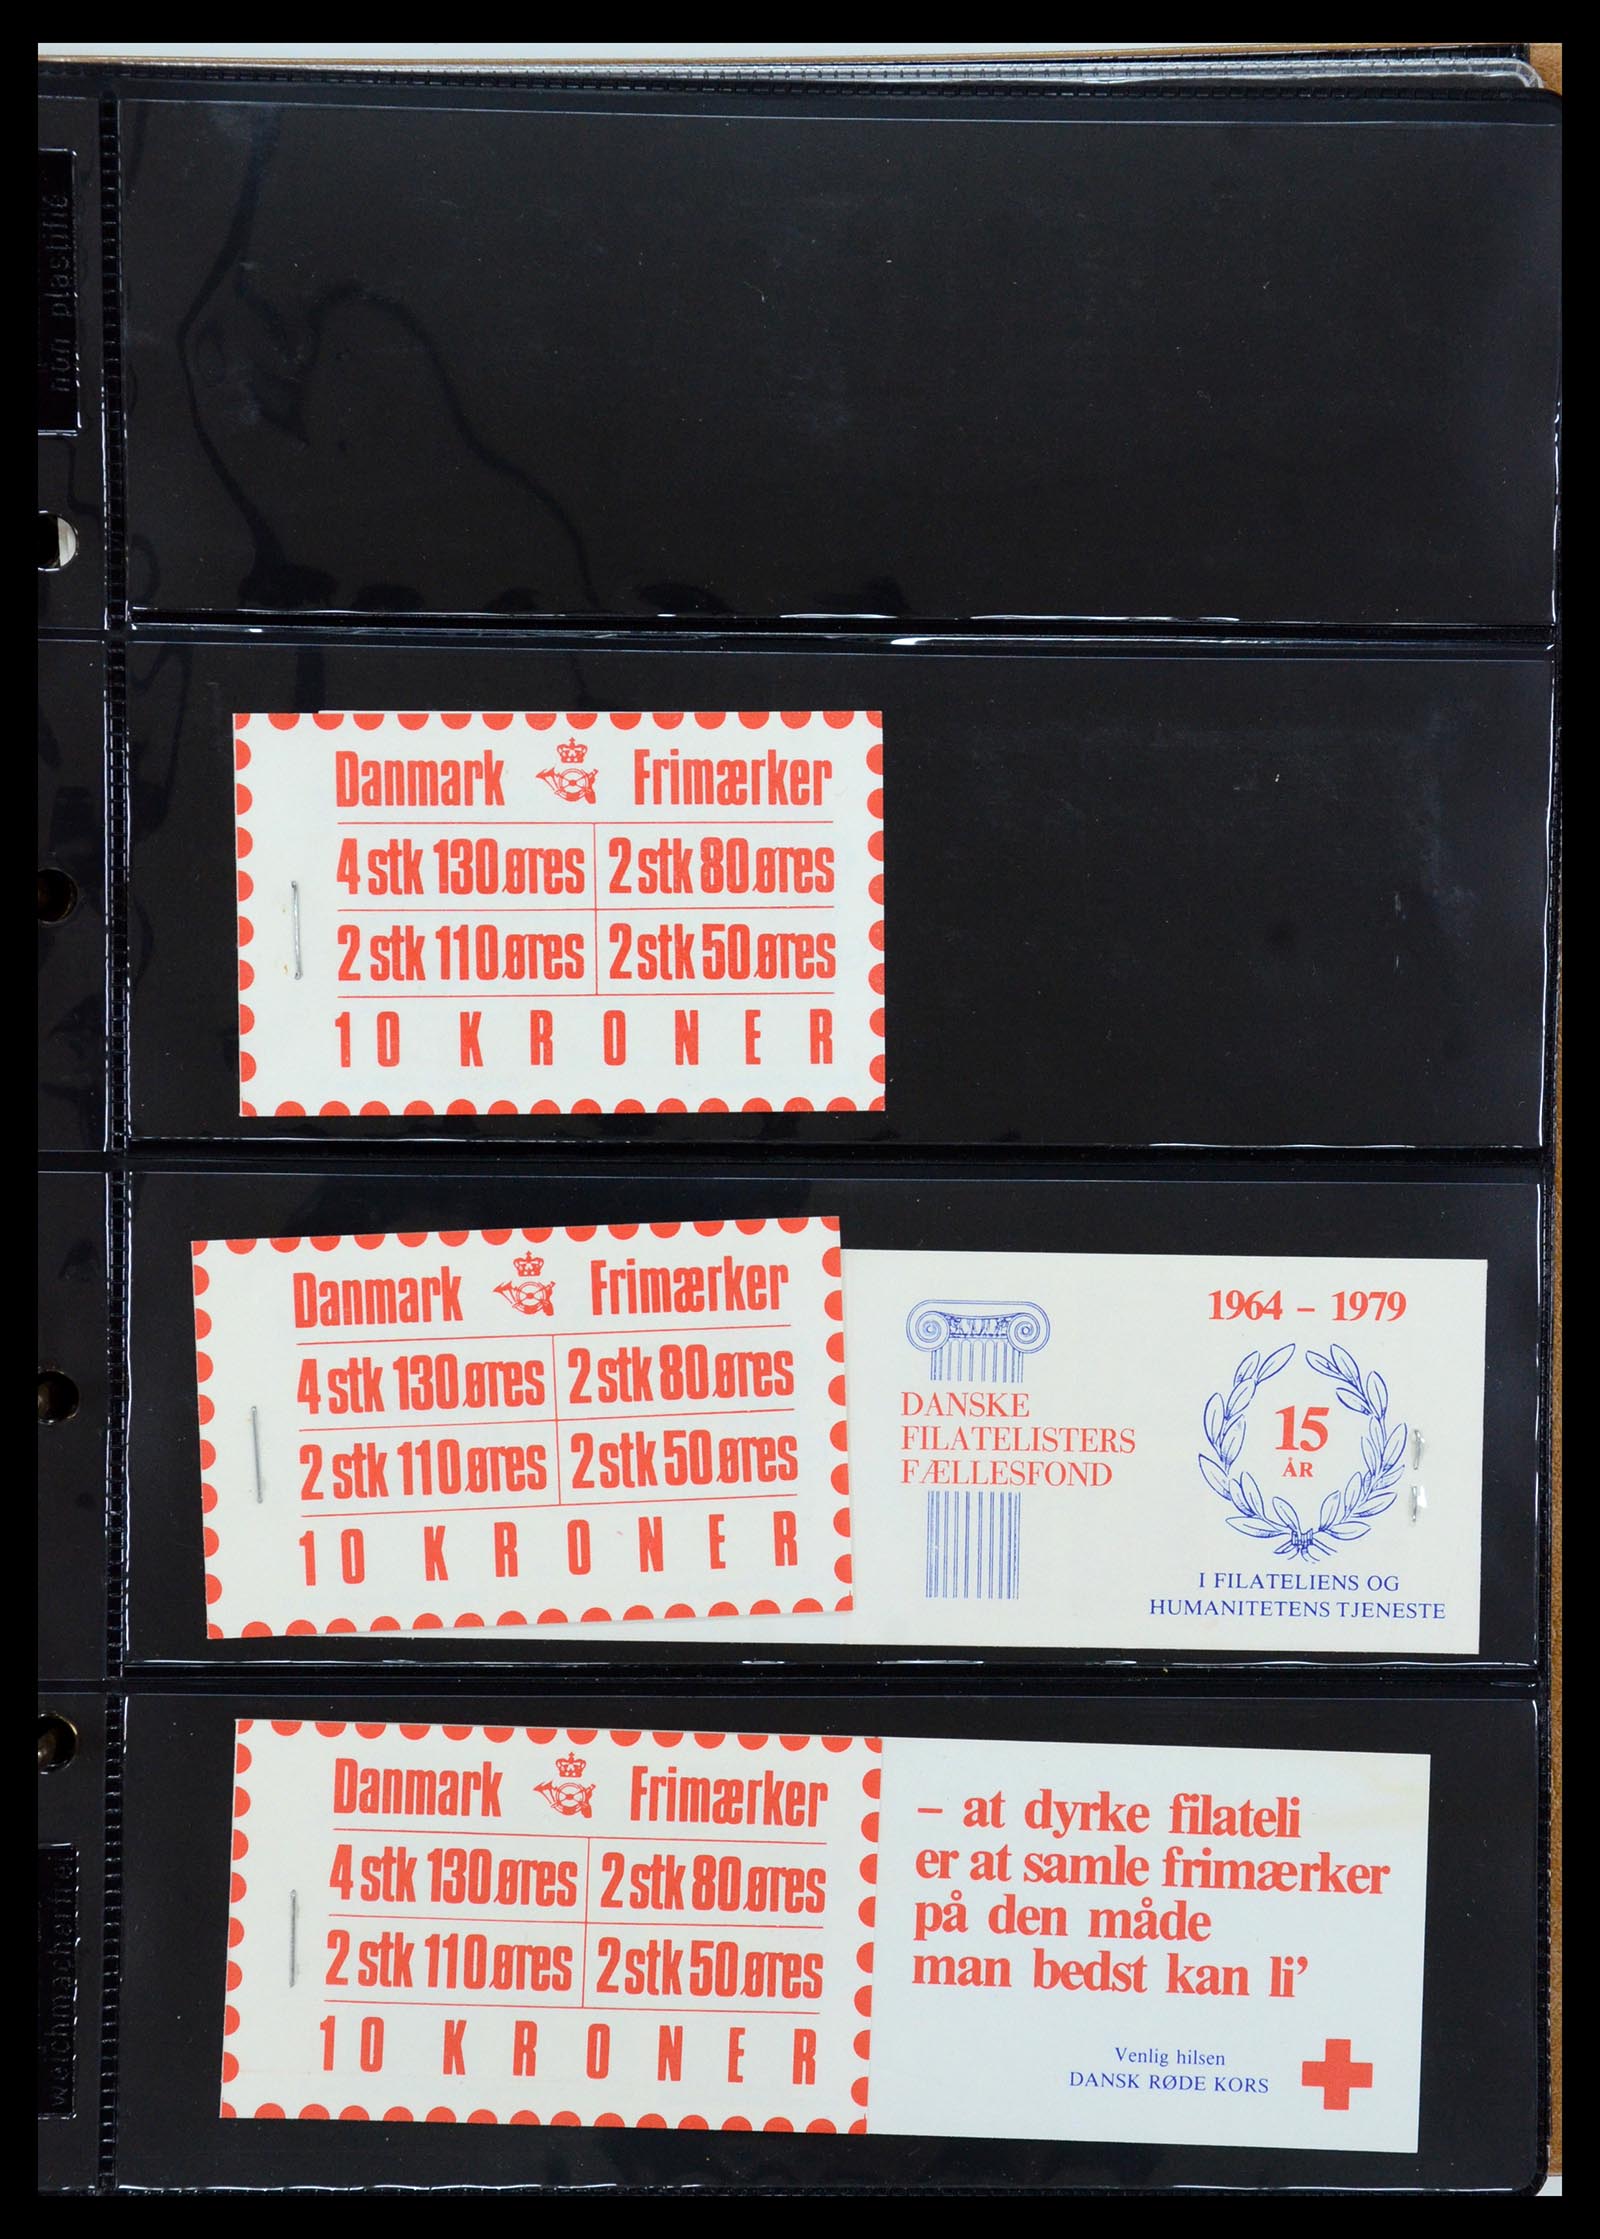 non plastifié
Danmark Frimærker
4 stk 130 øres 2 stk 80 øres
2 stk 110 øres 2 stk 50 øres
10 KRONER
Danmark Frimærker
4 stk 130 øres 2 stk 80 øres
2 stk 110 øres 2 stk 50 øres
10 KRONER
1964 – 1979
DANSKE
FILATELISTERS
FÆLLESFOND
15
ÅR
I FILATELIENS OG
HUMANITETENS TJENESTE
Danmark Frimærker
4 stk 130 øres 2 stk 80 øres
2 stk 110 øres 2 stk 50 øres
10 KRONER
– at dyrke filateli
er at samle frimærker
på den måde
man bedst kan li’
Venlig hilsen
DANSK RØDE KORS
weichmacherfrei